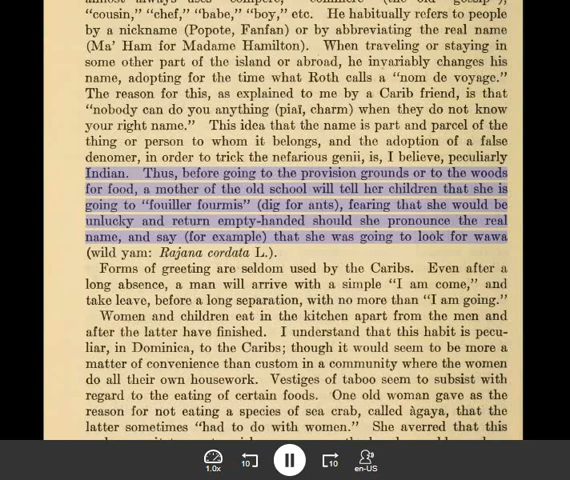 almost always uses "compère," "commère" (the old "gossip"),
"cousin," "chef," "babe," "boy," etc. He habitually refers to people
by a nickname (Popote, Fanfan) or by abbreviating the real name
(Ma' Ham for Madame Hamilton). When traveling or staying in
some other part of the island or abroad, he invariably changes his
name, adopting for the time what Roth calls a "nom de voyage."
The reason for this, as explained to me by a Carib friend, is that
"nobody can do you anything (piaī, charm) when they do not know
your right name." This idea that the name is part and parcel of the
thing or person to whom it belongs, and the adoption of a false
denomer, in order to trick the nefarious genii, is, I believe, peculiarly
Indian. Thus, before going to the provision grounds or to the woods
for food, a mother of the old school will tell her children that she is
going to "fouiller fourmis" (dig for ants), fearing that she would be
unlucky and return empty-handed should she pronounce the real
name, and say (for example) that she was going to look for wawa
(wild yam: Rajana cordata L.).
Forms of greeting are seldom used by the Caribs. Even after a
long absence, a man will arrive with a simple "I am come," and
take leave, before a long separation, with no more than "I am going."
Women and children eat in the kitchen apart from the men and
after the latter have finished. I understand that this habit is pecu-
liar, in Dominica, to the Caribs; though it would seem to be more a
matter of convenience than custom in a community where the women
do all their own housework. Vestiges of taboo seem to subsist with
regard to the eating of certain foods. One old woman gave as the
reason for not eating a species of sea crab, called àgaya, that the
latter sometimes "had to do with women." She averred that this
1.0x
10
10
en-US